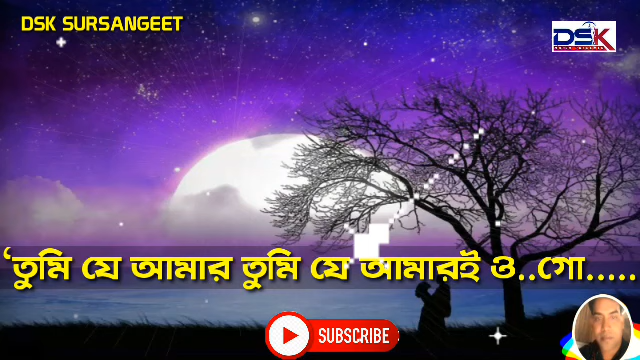 DSK SURSANGEET
DSK
‘তুমি যে আমার তুমি যে আমারই ও..গো.....
SUBSCRIBE